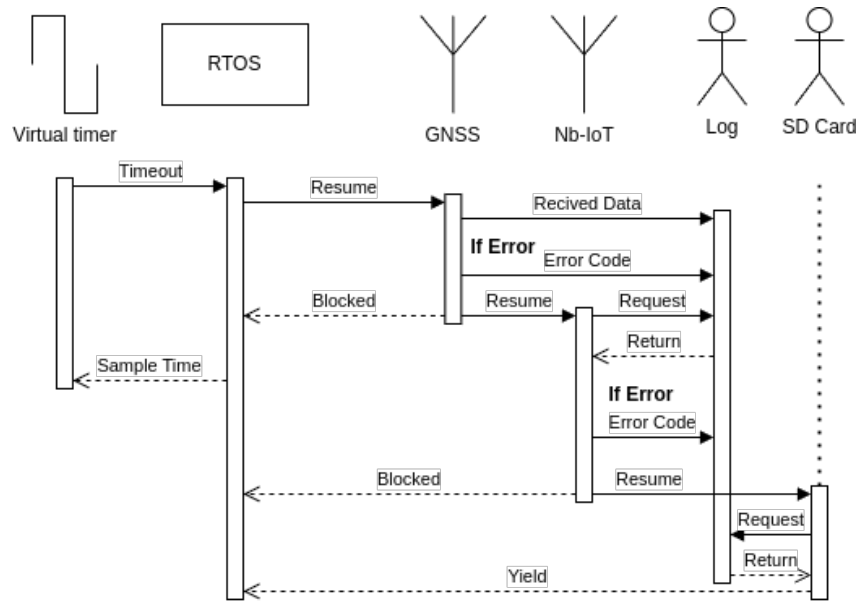 RTOS
Virtual timer
GNSS
Nb-IoT
Log
SD Card
Timeout
Resume
Recived Data
If Error
Error Code
Blocked
Resume
Request
Return
Sample Time
If Error
Error Code
Blocked
Resume
Request
Return
Yield